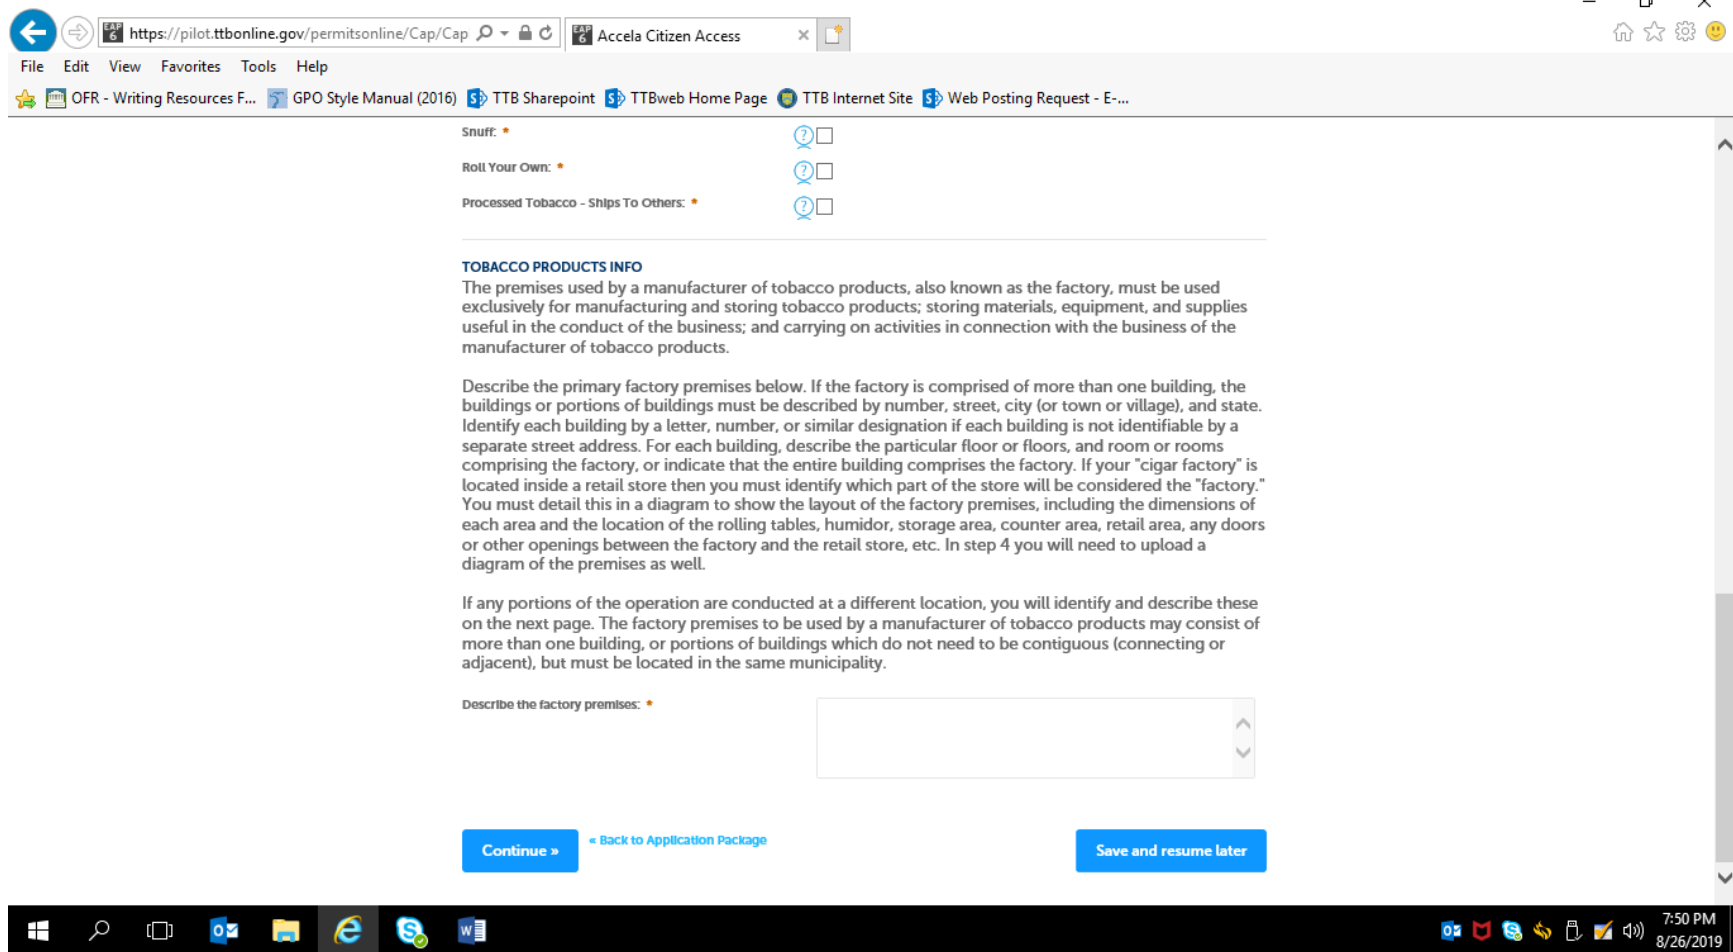 https://pilot.ttbonline.gov/permitsonline/Cap/Cap
EAP 6 Accela Citizen Access
File Edit View Favorites Tools Help
OFR - Writing Resources F... GPO Style Manual (2016) TTB Sharepoint TTBweb Home Page TTB Internet Site Web Posting Request - E-...
Snuff: *
Roll Your Own: *
Processed Tobacco - Ships To Others: *
TOBACCO PRODUCTS INFO
The premises used by a manufacturer of tobacco products, also known as the factory, must be used
exclusively for manufacturing and storing tobacco products; storing materials, equipment, and supplies
useful in the conduct of the business; and carrying on activities in connection with the business of the
manufacturer of tobacco products.
Describe the primary factory premises below. If the factory is comprised of more than one building, the
buildings or portions of buildings must be described by number, street, city (or town or village), and state.
Identify each building by a letter, number, or similar designation if each building is not identifiable by a
separate street address. For each building, describe the particular floor or floors, and room or rooms
comprising the factory, or indicate that the entire building comprises the factory. If your "cigar factory" is
located inside a retail store then you must identify which part of the store will be considered the "factory."
You must detail this in a diagram to show the layout of the factory premises, including the dimensions of
each area and the location of the rolling tables, humidor, storage area, counter area, retail area, any doors
or other openings between the factory and the retail store, etc. In step 4 you will need to upload a
diagram of the premises as well.
If any portions of the operation are conducted at a different location, you will identify and describe these
on the next page. The factory premises to be used by a manufacturer of tobacco products may consist of
more than one building, or portions of buildings which do not need to be contiguous (connecting or
adjacent), but must be located in the same municipality.
Describe the factory premises: *
Continue » « Back to Application Package Save and resume later
7:50 PM
8/26/2019